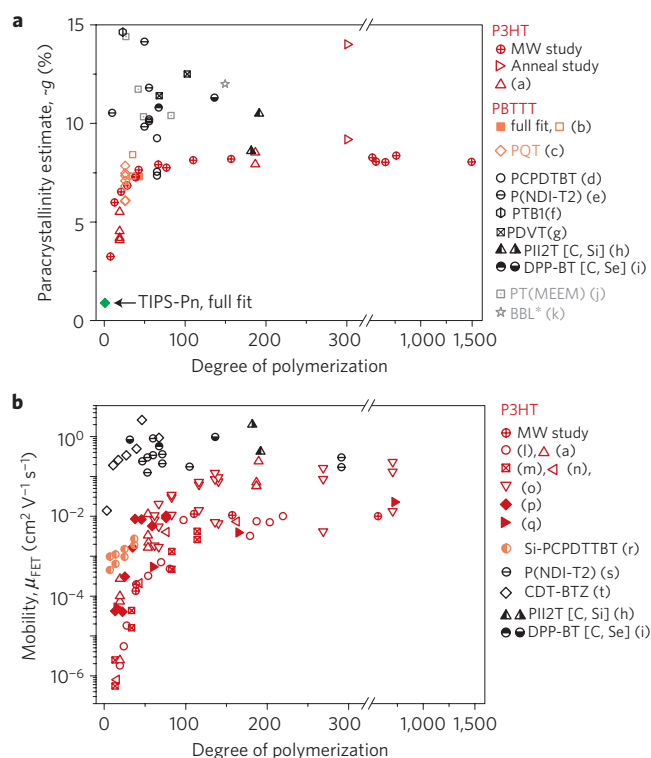 a
15
10
5
0
Paracrystallinity estimate, ~g (%)
TIPS-Pn, full fit
0
100
200
300
1,000
1,500
Degree of polymerization
P3HT
MW study
Anneal study
(a)
PBTTT
full fit, (b)
PQT (c)
PCPDTBT (d)
P(NDI-T2) (e)
PTB1(f)
PDVT(g)
PII2T [C, Si] (h)
DPP-BT [C, Se] (i)
PT(MEEM) (j)
BBL* (k)
b
10⁰
10⁻²
10⁻⁴
10⁻⁶
Mobility, μFET (cm² V⁻¹ s⁻¹)
0
100
200
300
1,000
1,500
Degree of polymerization
P3HT
MW study
(l), (a)
(m), (n),
(o)
(p)
(q)
Si-PCPDTTBT (r)
P(NDI-T2) (s)
CDT-BTZ (t)
PII2T [C, Si] (h)
DPP-BT [C, Se] (i)